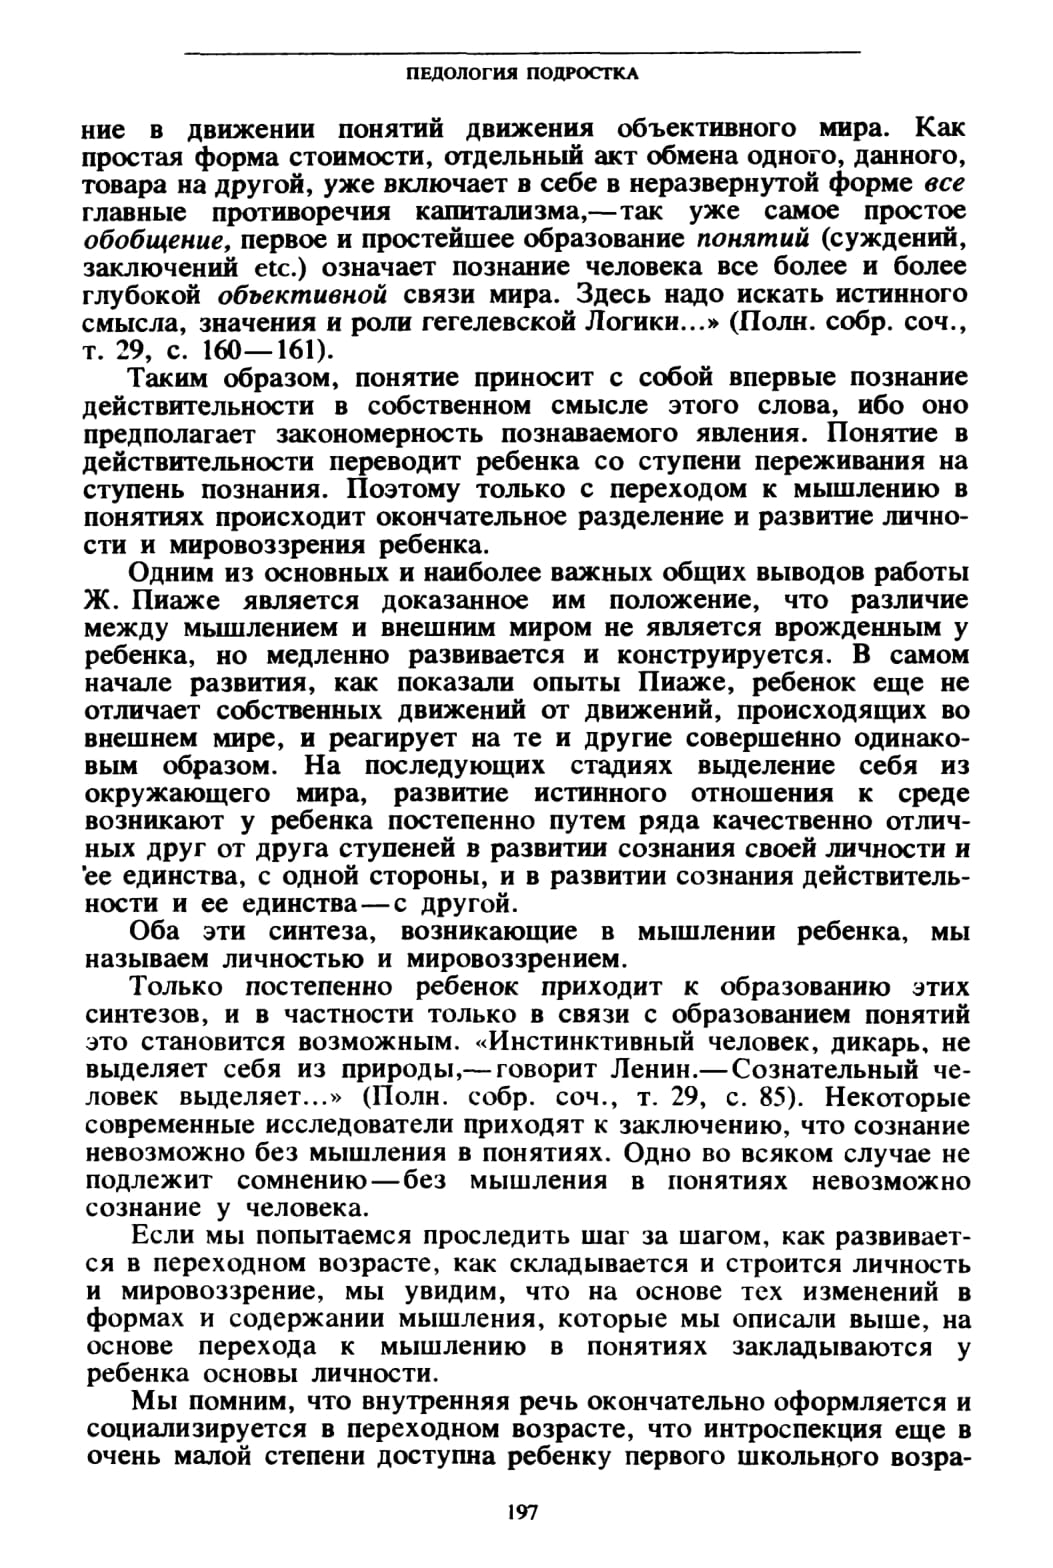 ПЕДОЛОГИЯ ПОДРОСТКА
ние в движении понятий движения объективного мира. Как
простая форма стоимости, отдельный акт обмена одного, данного,
товара на другой, уже включает в себе в неразвернутой форме все
главные противоречия капитализма,—так уже самое простое
обобщение, первое и простейшее образование понятий (суждений,
заключений etc.) означает познание человека все более и более
глубокой объективной связи мира. Здесь надо искать истинного
смысла, значения и роли гегелевской Логики...» (Полн. собр. соч.,
т. 29, с. 160—161).
Таким образом, понятие приносит с собой впервые познание
действительности в собственном смысле этого слова, ибо оно
предполагает закономерность познаваемого явления. Понятие в
действительности переводит ребенка со ступени переживания на
ступень познания. Поэтому только с переходом к мышлению в
понятиях происходит окончательное разделение и развитие лично-
сти и мировоззрения ребенка.
Одним из основных и наиболее важных общих выводов работы
Ж. Пиаже является доказанное им положение, что различие
между мышлением и внешним миром не является врожденным у
ребенка, но медленно развивается и конструируется. В самом
начале развития, как показали опыты Пиаже, ребенок еще не
отличает собственных движений от движений, происходящих во
внешнем мире, и реагирует на те и другие совершенно одинако-
вым образом. На последующих стадиях выделение себя из
окружающего мира, развитие истинного отношения к среде
возникают у ребенка постепенно путем ряда качественно отлич-
ных друг от друга ступеней в развитии сознания своей личности и
ее единства, с одной стороны, и в развитии сознания действитель-
ности и ее единства—с другой.
Оба эти синтеза, возникающие в мышлении ребенка, мы
называем личностью и мировоззрением.
Только постепенно ребенок приходит к образованию этих
синтезов, и в частности только в связи с образованием понятий
это становится возможным. «Инстинктивный человек, дикарь, не
выделяет себя из природы,—говорит Ленин.—Сознательный че-
ловек выделяет...» (Полн. собр. соч., т. 29, с. 85). Некоторые
современные исследователи приходят к заключению, что сознание
невозможно без мышления в понятиях. Одно во всяком случае не
подлежит сомнению—без мышления в понятиях невозможно
сознание у человека.
Если мы попытаемся проследить шаг за шагом, как развивает-
ся в переходном возрасте, как складывается и строится личность
и мировоззрение, мы увидим, что на основе тех изменений в
формах и содержании мышления, которые мы описали выше, на
основе перехода к мышлению в понятиях закладываются у
ребенка основы личности.
Мы помним, что внутренняя речь окончательно оформляется и
социализируется в переходном возрасте, что интроспекция еще в
очень малой степени доступна ребенку первого школьного возра-
197